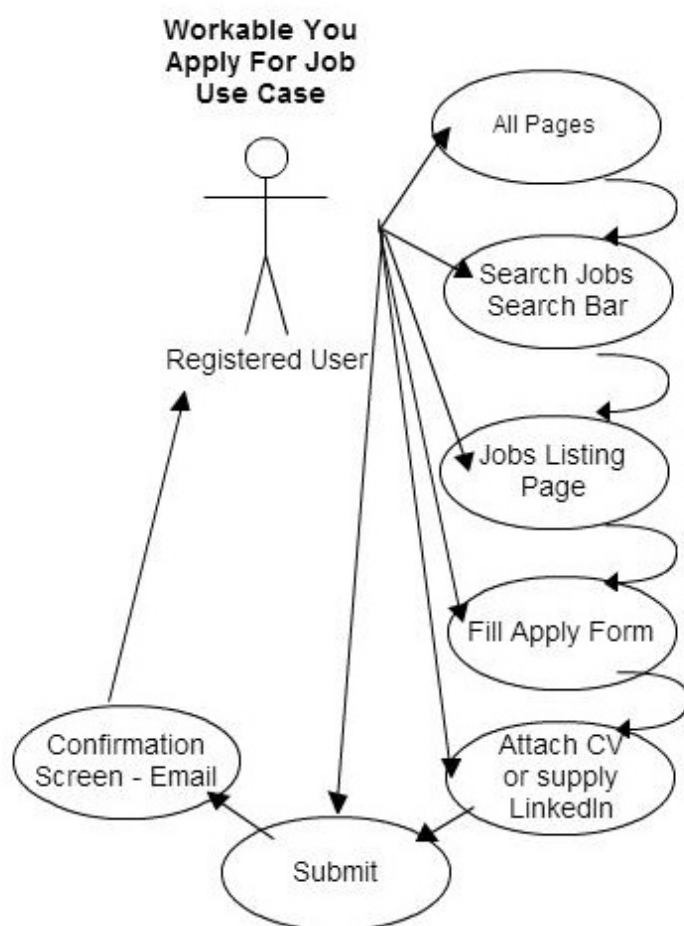 Workable You
Apply For Job
Use Case
All Pages
Search Jobs
Search Bar
Registered User
Jobs Listing
Page
Fill Apply Form
Confirmation
Screen - Email
Attach CV
or supply
LinkedIn
Submit